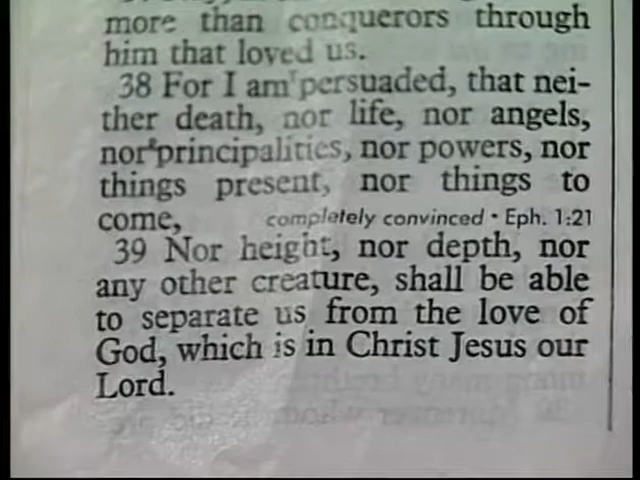 more than conquerors through
him that loved us.
38 For I am persuaded, that nei-
ther death, nor life, nor angels,
nor principalities, nor powers, nor
things present, nor things to
come, completely convinced • Eph. 1:21
39 Nor height, nor depth, nor
any other creature, shall be able
to separate us from the love of
God, which is in Christ Jesus our
Lord.